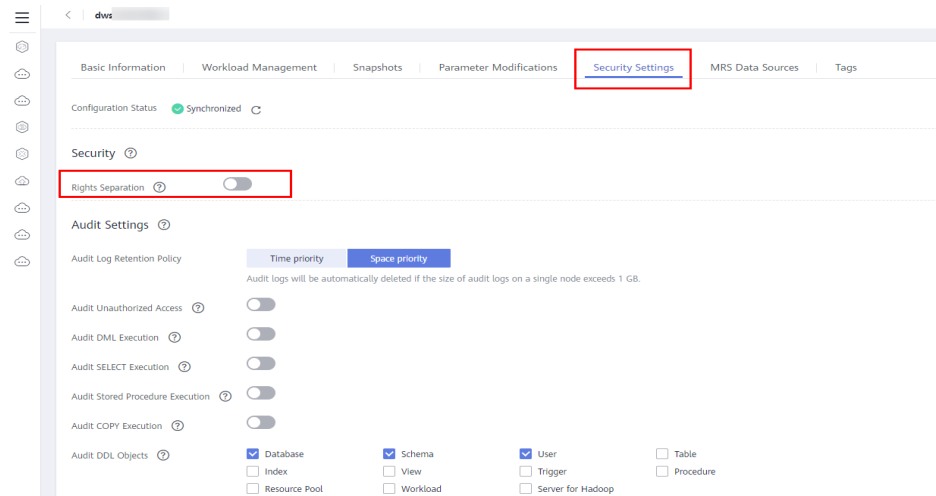 dws
Basic Information Workload Management Snapshots Parameter Modifications Security Settings MRS Data Sources Tags
Configuration Status Synchronized
Security
Rights Separation
Audit Settings
Audit Log Retention Policy Time priority Space priority
Audit logs will be automatically deleted if the size of audit logs on a single node exceeds 1 GB.
Audit Unauthorized Access
Audit DML Execution
Audit SELECT Execution
Audit Stored Procedure Execution
Audit COPY Execution
Audit DDL Objects Database Schema User Table
Index View Trigger Procedure
Resource Pool Workload Server for Hadoop